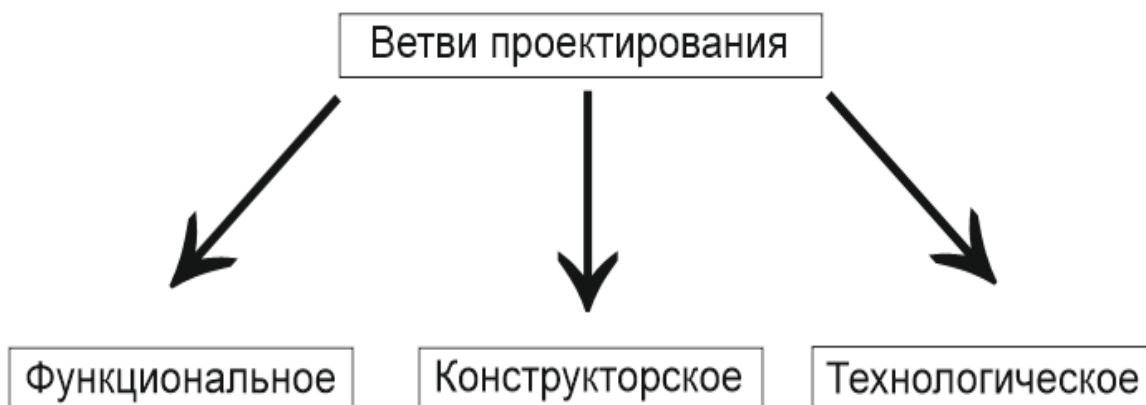 Ветви проектирования
Функциональное
Конструкторское
Технологическое